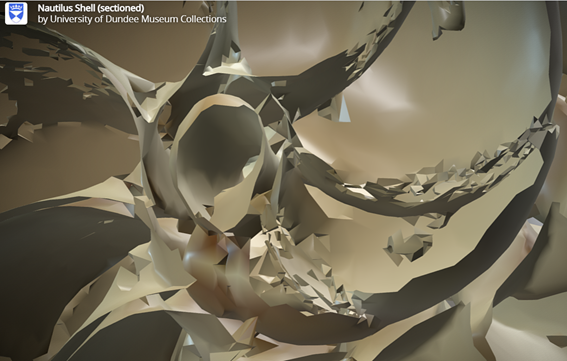 Nautilus Shell (sectioned)
by University of Dundee Museum Collections